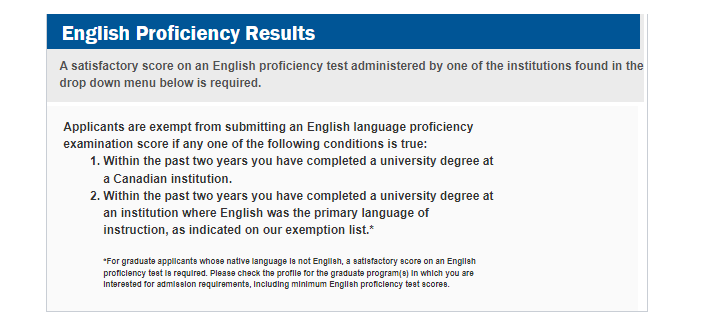 English Proficiency Results
A satisfactory score on an English proficiency test administered by one of the institutions found in the
drop down menu below is required.
Applicants are exempt from submitting an English language proficiency
examination score if any one of the following conditions is true:
1. Within the past two years you have completed a university degree at
a Canadian institution.
2. Within the past two years you have completed a university degree at
an institution where English was the primary language of
instruction, as indicated on our exemption list.*
*For graduate applicants whose native language is not English, a satisfactory score on an English
proficiency test is required. Please check the profile for the graduate program(s) in which you are
interested for admission requirements, including minimum English proficiency test scores.